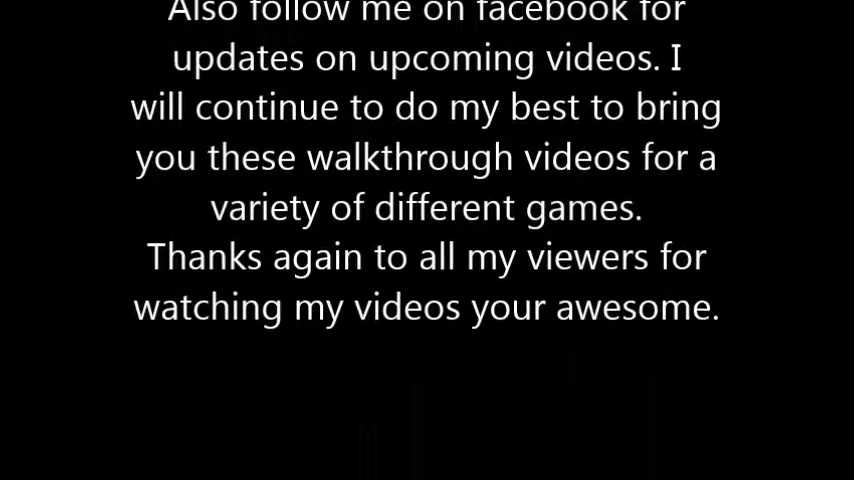 Also follow me on facebook for
updates on upcoming videos. I
will continue to do my best to bring
you these walkthrough videos for a
variety of different games.
Thanks again to all my viewers for
watching my videos your awesome.